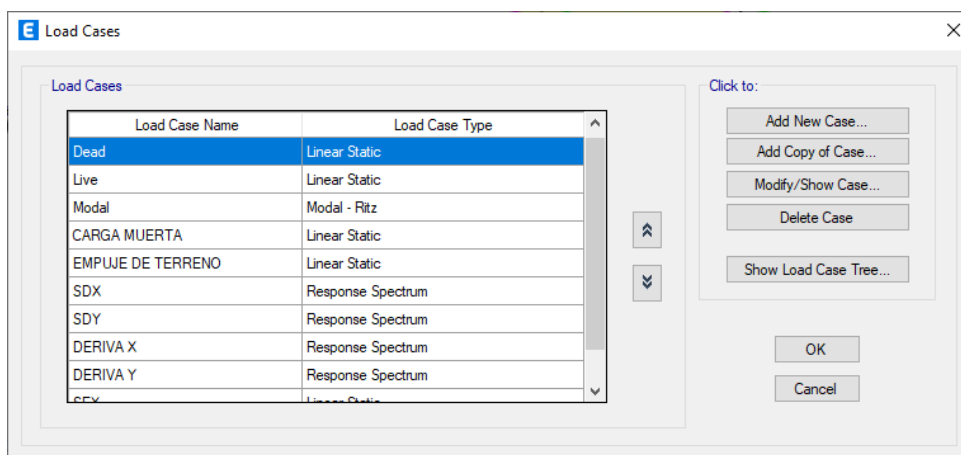 E Load Cases
Load Cases
Load Case Name Load Case Type
Dead Linear Static
Live Linear Static
Modal Modal - Ritz
CARGA MUERTA Linear Static
EMPUJE DE TERRENO Linear Static
SDX Response Spectrum
SDY Response Spectrum
DERIVA X Response Spectrum
DERIVA Y Response Spectrum
Linear Static
Click to:
Add New Case...
Add Copy of Case...
Modify/Show Case...
Delete Case
Show Load Case Tree...
OK
Cancel